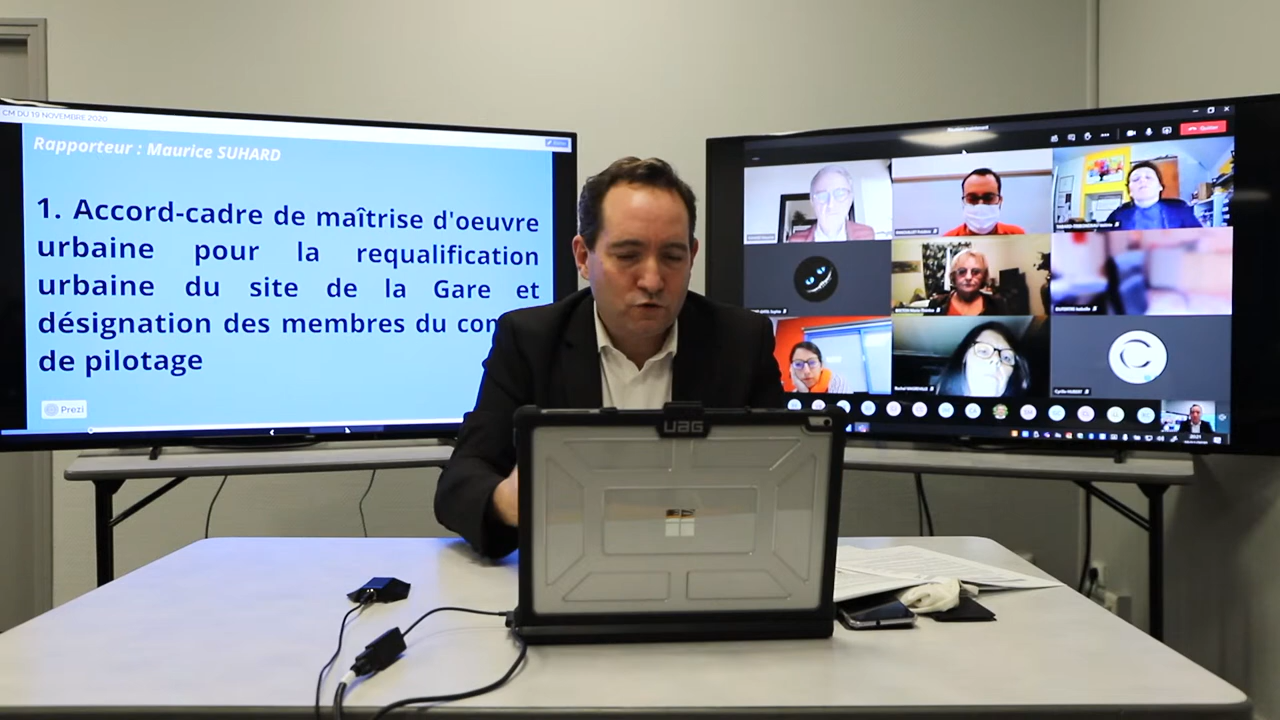 CM DU 19 NOVEMBRE 2020
Rapporteur : Maurice SUHARD
1. Accord-cadre de maîtrise d'oeuvre
urbaine pour la requalification
urbaine du site de la Gare et
désignation des membres du com
de pilotage
Prezi
Quitter
C
UAG